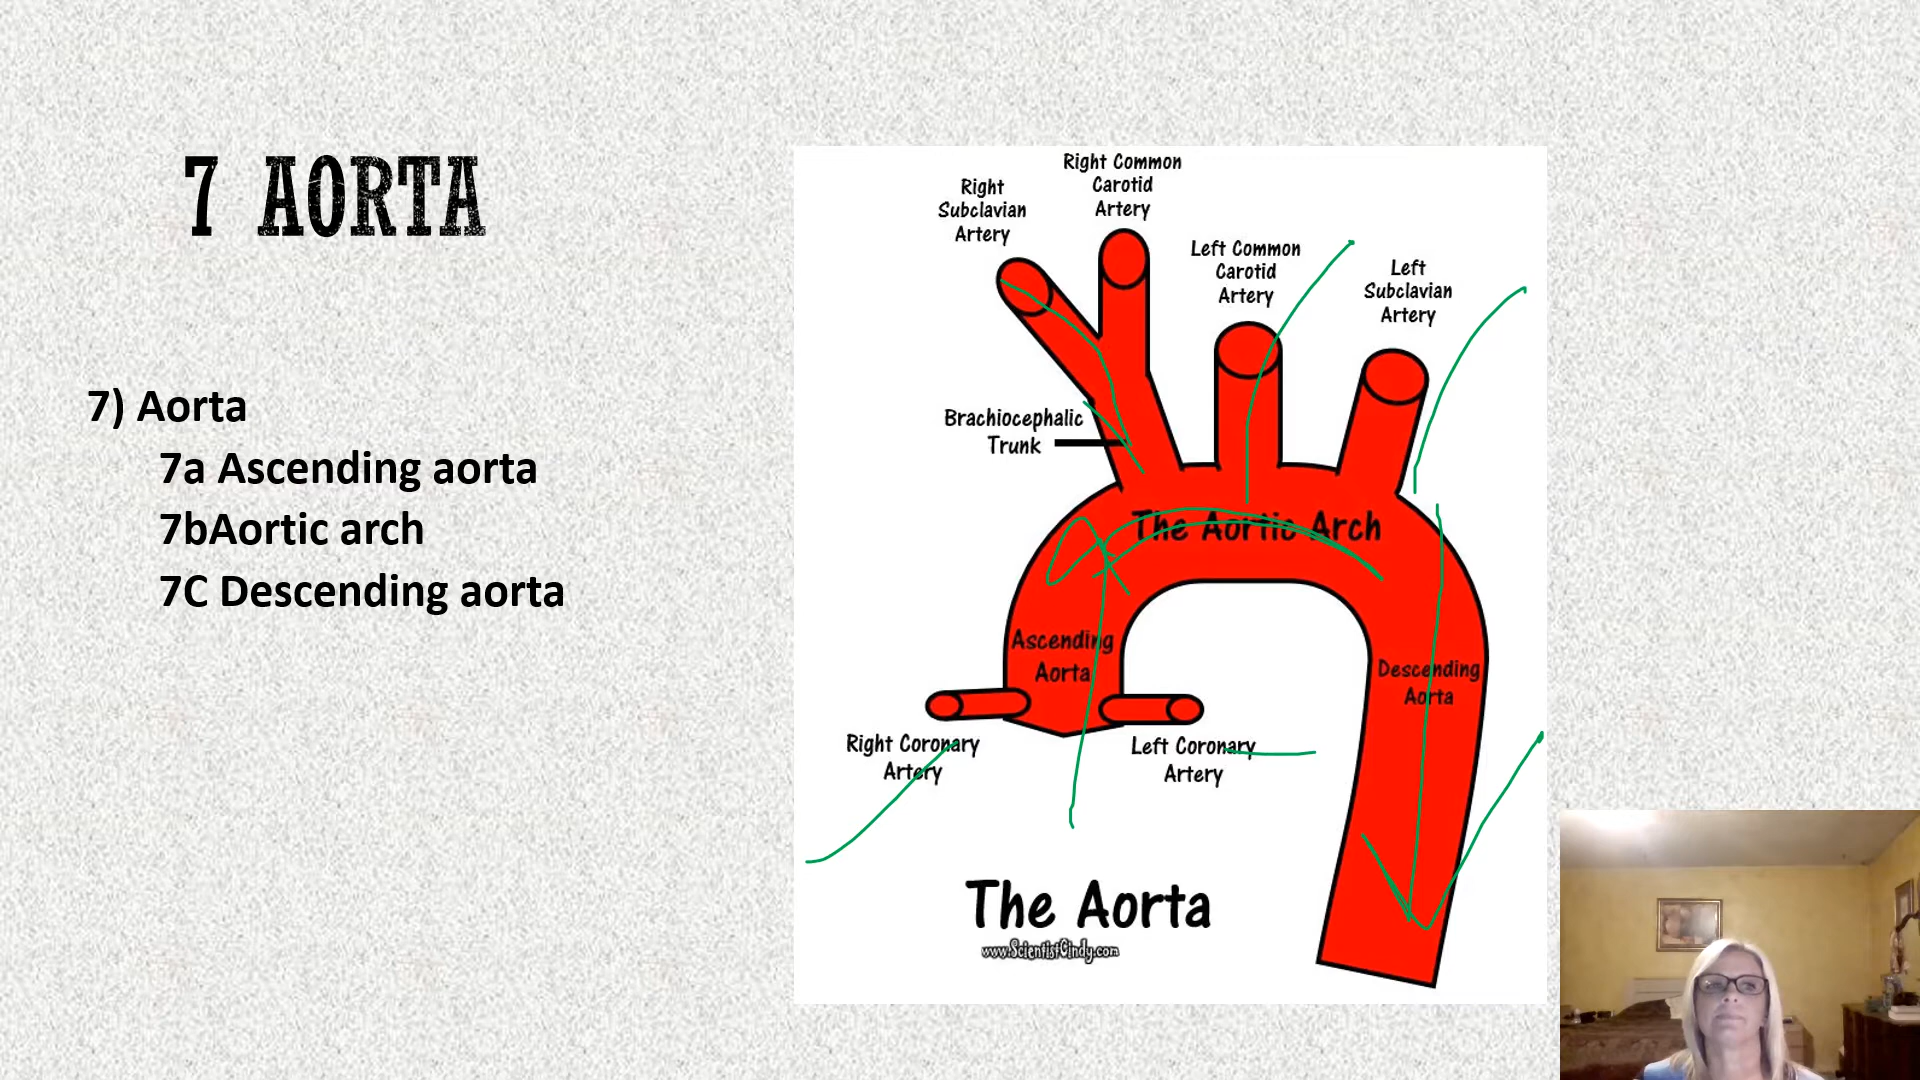 7 AORTA
7) Aorta
7a Ascending aorta
7bAortic arch
7C Descending aorta
Right Common
Carotid
Artery
Right
Subclavian
Artery
Left Common
Carotid
Artery
Left
Subclavian
Artery
Brachiocephalic
Trunk
The Aortic Arch
Ascending
Aorta
Descending
Aorta
Right Coronary
Artery
Left Coronary
Artery
The Aorta
www.ScientistCindy.com